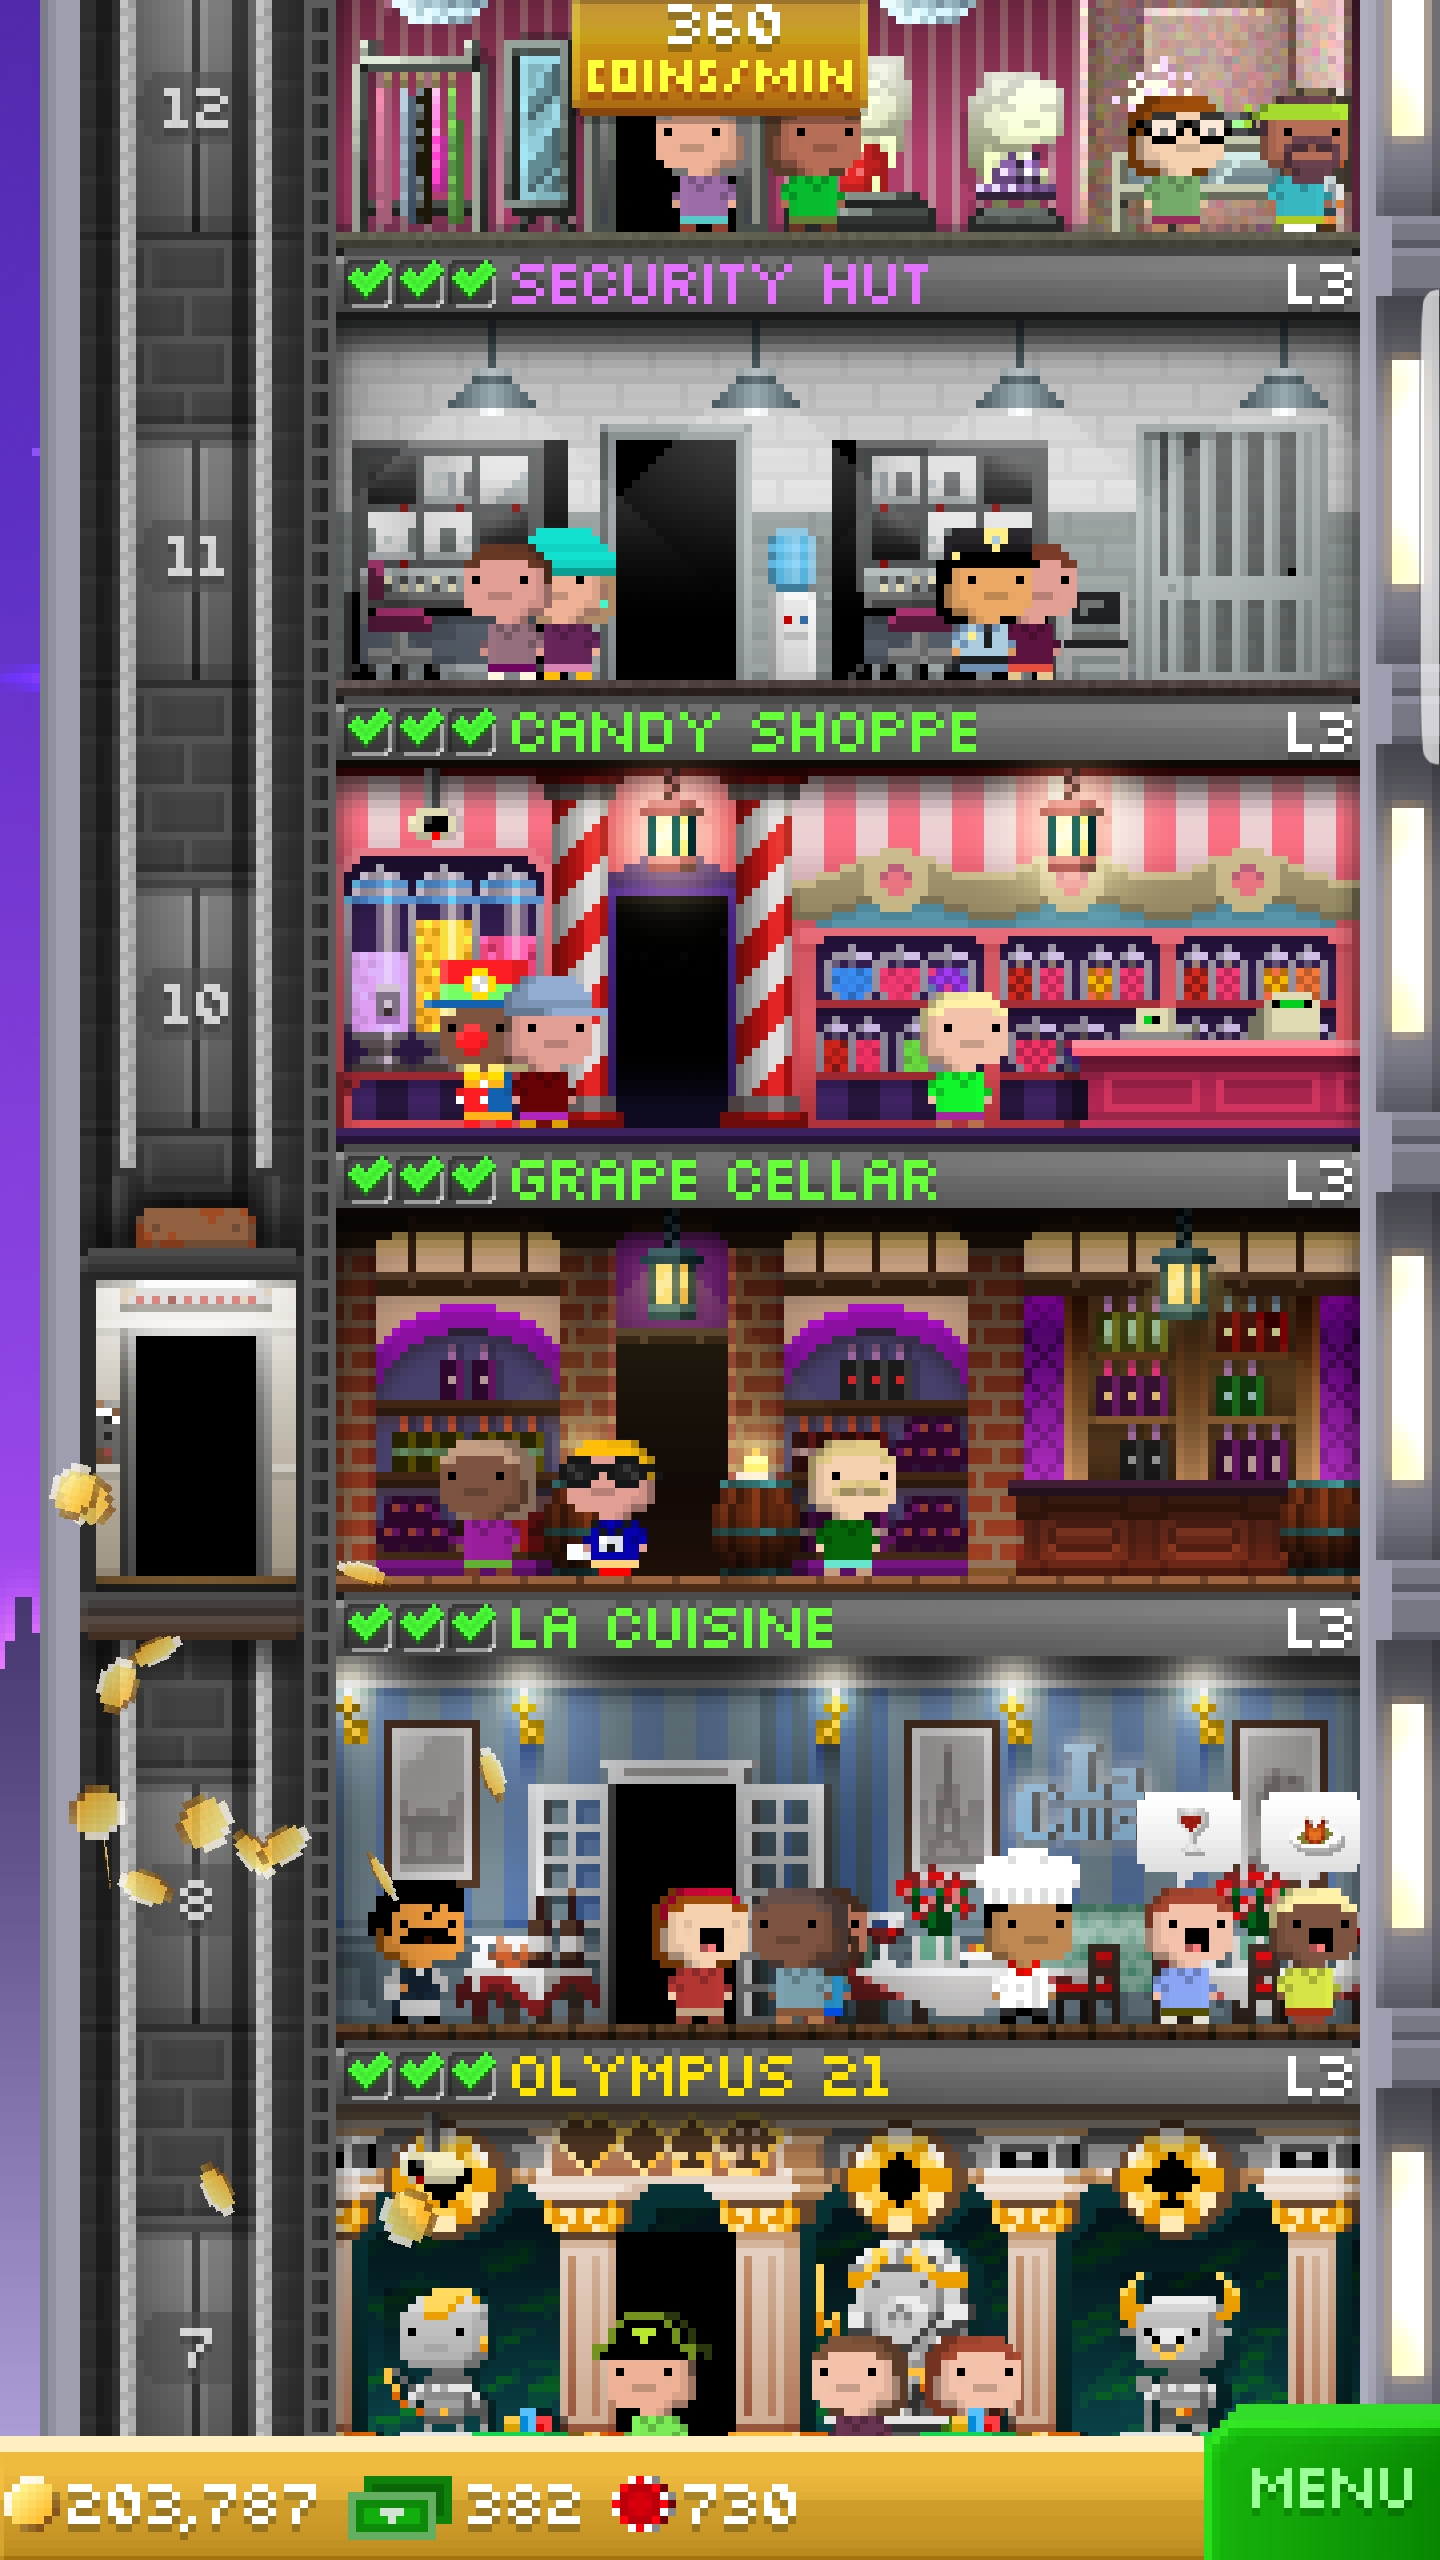 360
COINS/MIN
12
SECURITY HUT L3
11
CANDY SHOPPE L3
10
GRAPE CELLAR L3
LA CUISINE L3
La
8
OLYMPUS 21 L3
7
203,787 382 730
MENU